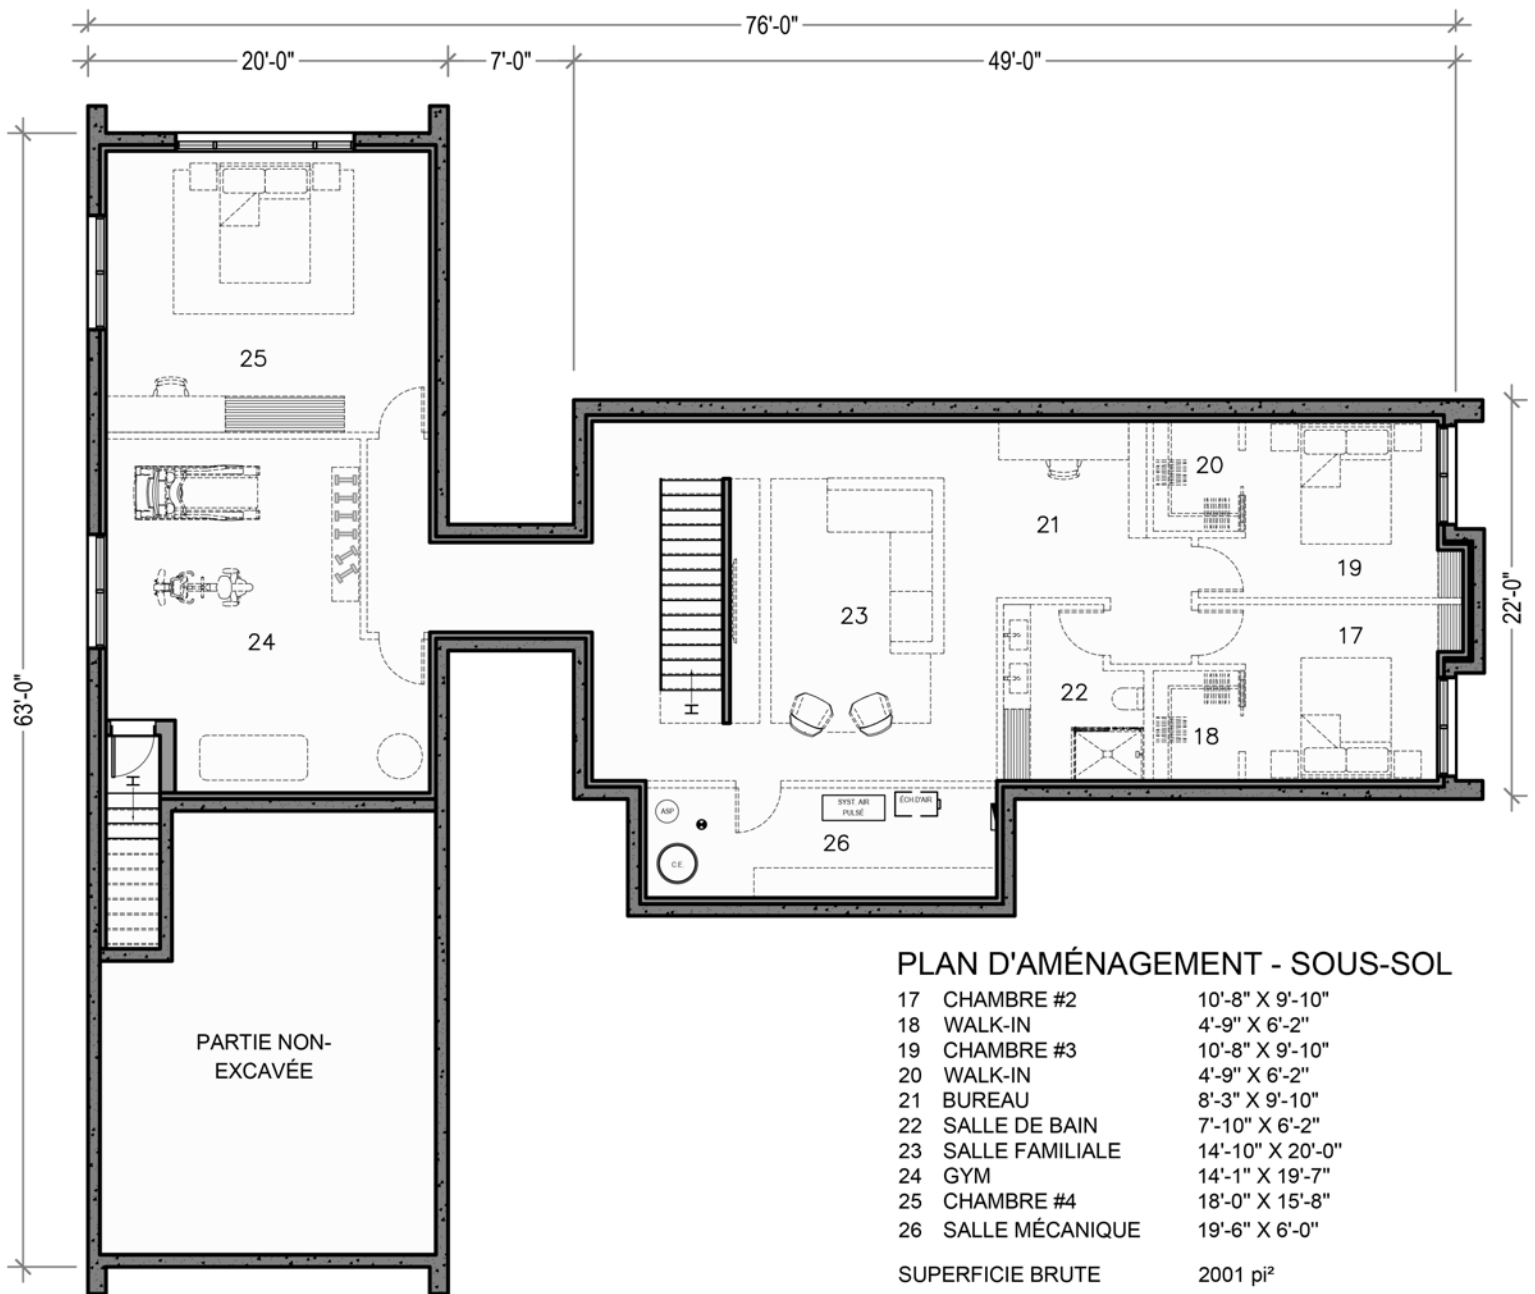 76'-0"
20'-0"
7'-0"
49'-0"
25
20
21
19
22'-0"
23
17
24
22
63'-0"
18
H
H
ASP
SYST. AIR
PULSÉ
ÉCH.D'AIR
26
C.E.
PARTIE NON-
EXCAVÉE
PLAN D'AMÉNAGEMENT - SOUS-SOL
17 CHAMBRE #2 10'-8" X 9'-10"
18 WALK-IN 4'-9" X 6'-2"
19 CHAMBRE #3 10'-8" X 9'-10"
20 WALK-IN 4'-9" X 6'-2"
21 BUREAU 8'-3" X 9'-10"
22 SALLE DE BAIN 7'-10" X 6'-2"
23 SALLE FAMILIALE 14'-10" X 20'-0"
24 GYM 14'-1" X 19'-7"
25 CHAMBRE #4 18'-0" X 15'-8"
26 SALLE MÉCANIQUE 19'-6" X 6'-0"
SUPERFICIE BRUTE 2001 pi²